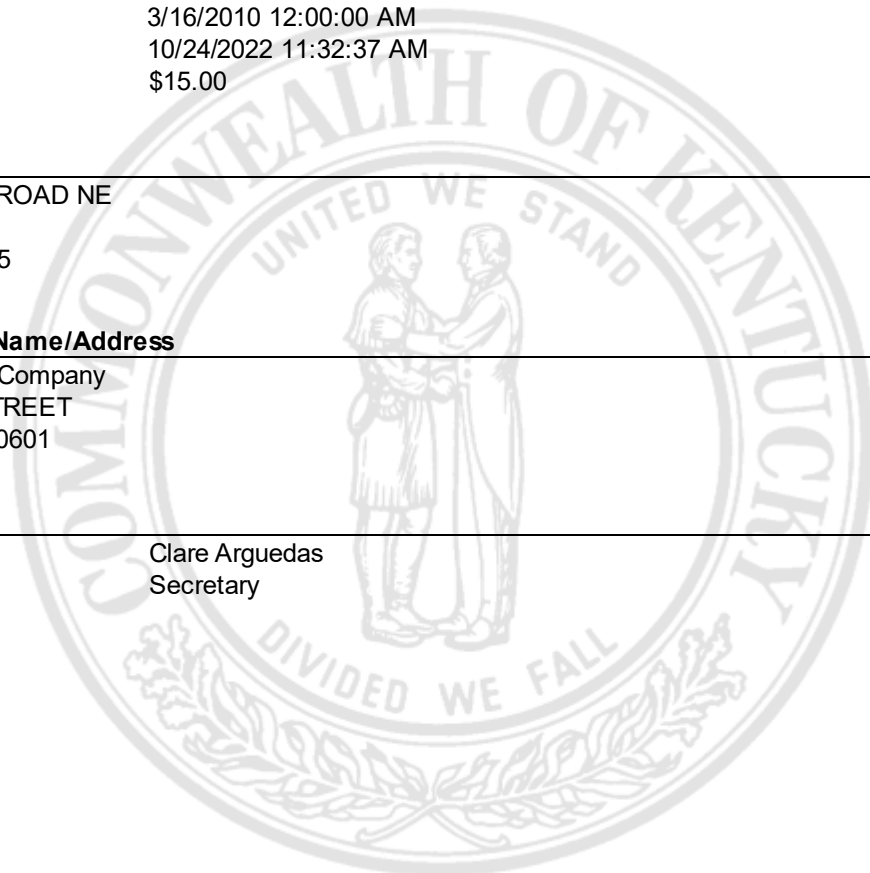 3/16/2010 12:00:00 AM
10/24/2022 11:32:37 AM
$15.00
ROAD NE
5
Name/Address
Company
TREET
0601
Clare Arguedas
Secretary
COMMONWEALTH OF KENTUCKY
UNITED WE STAND
DIVIDED WE FALL